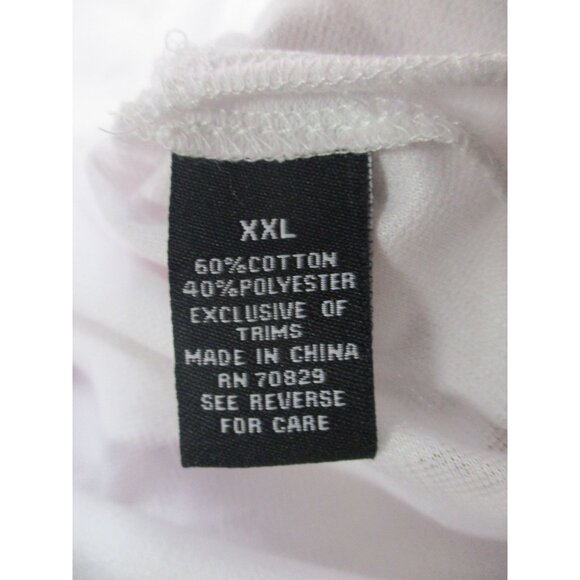 XXL
60%COTTON
40%POLYESTER
EXCLUSIVE OF
TRIMS
MADE IN CHINA
RN 70829
SEE REVERSE
FOR CARE